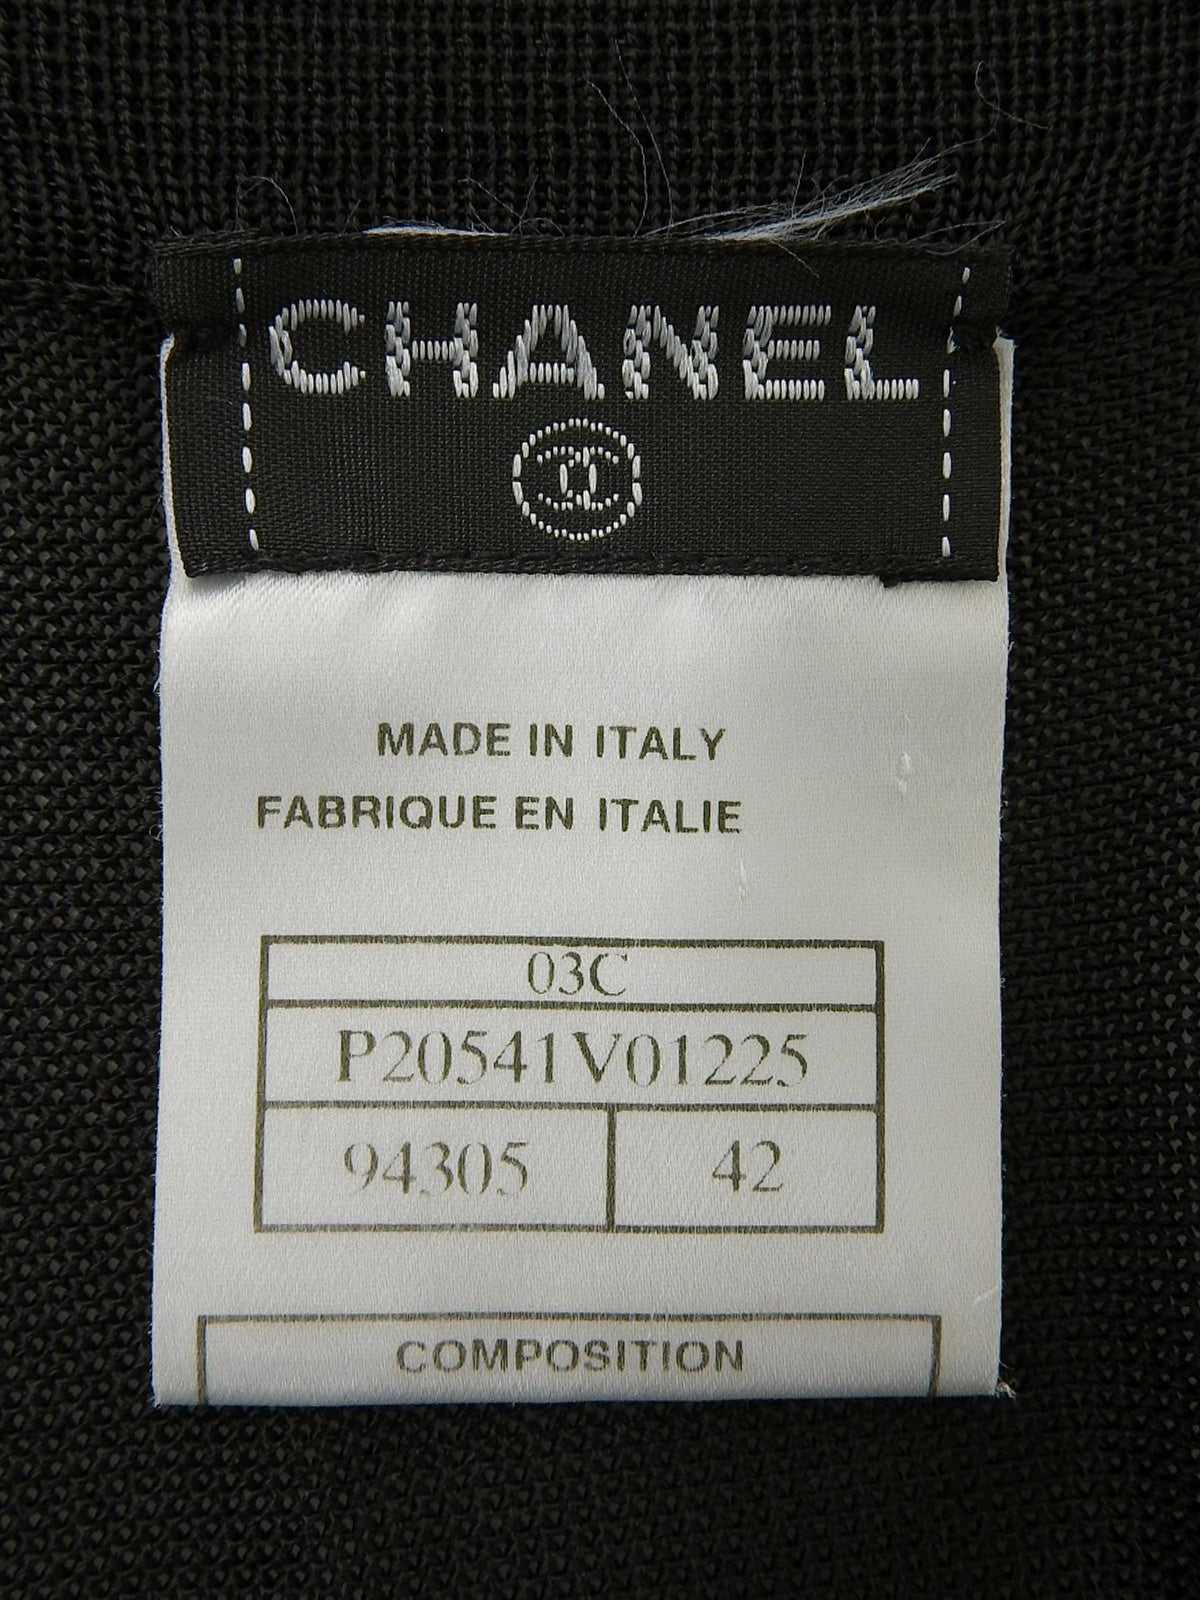 CHANEL
MADE IN ITALY
FABRIQUE EN ITALIE
03C
P20541V01225
94305 42
COMPOSITION